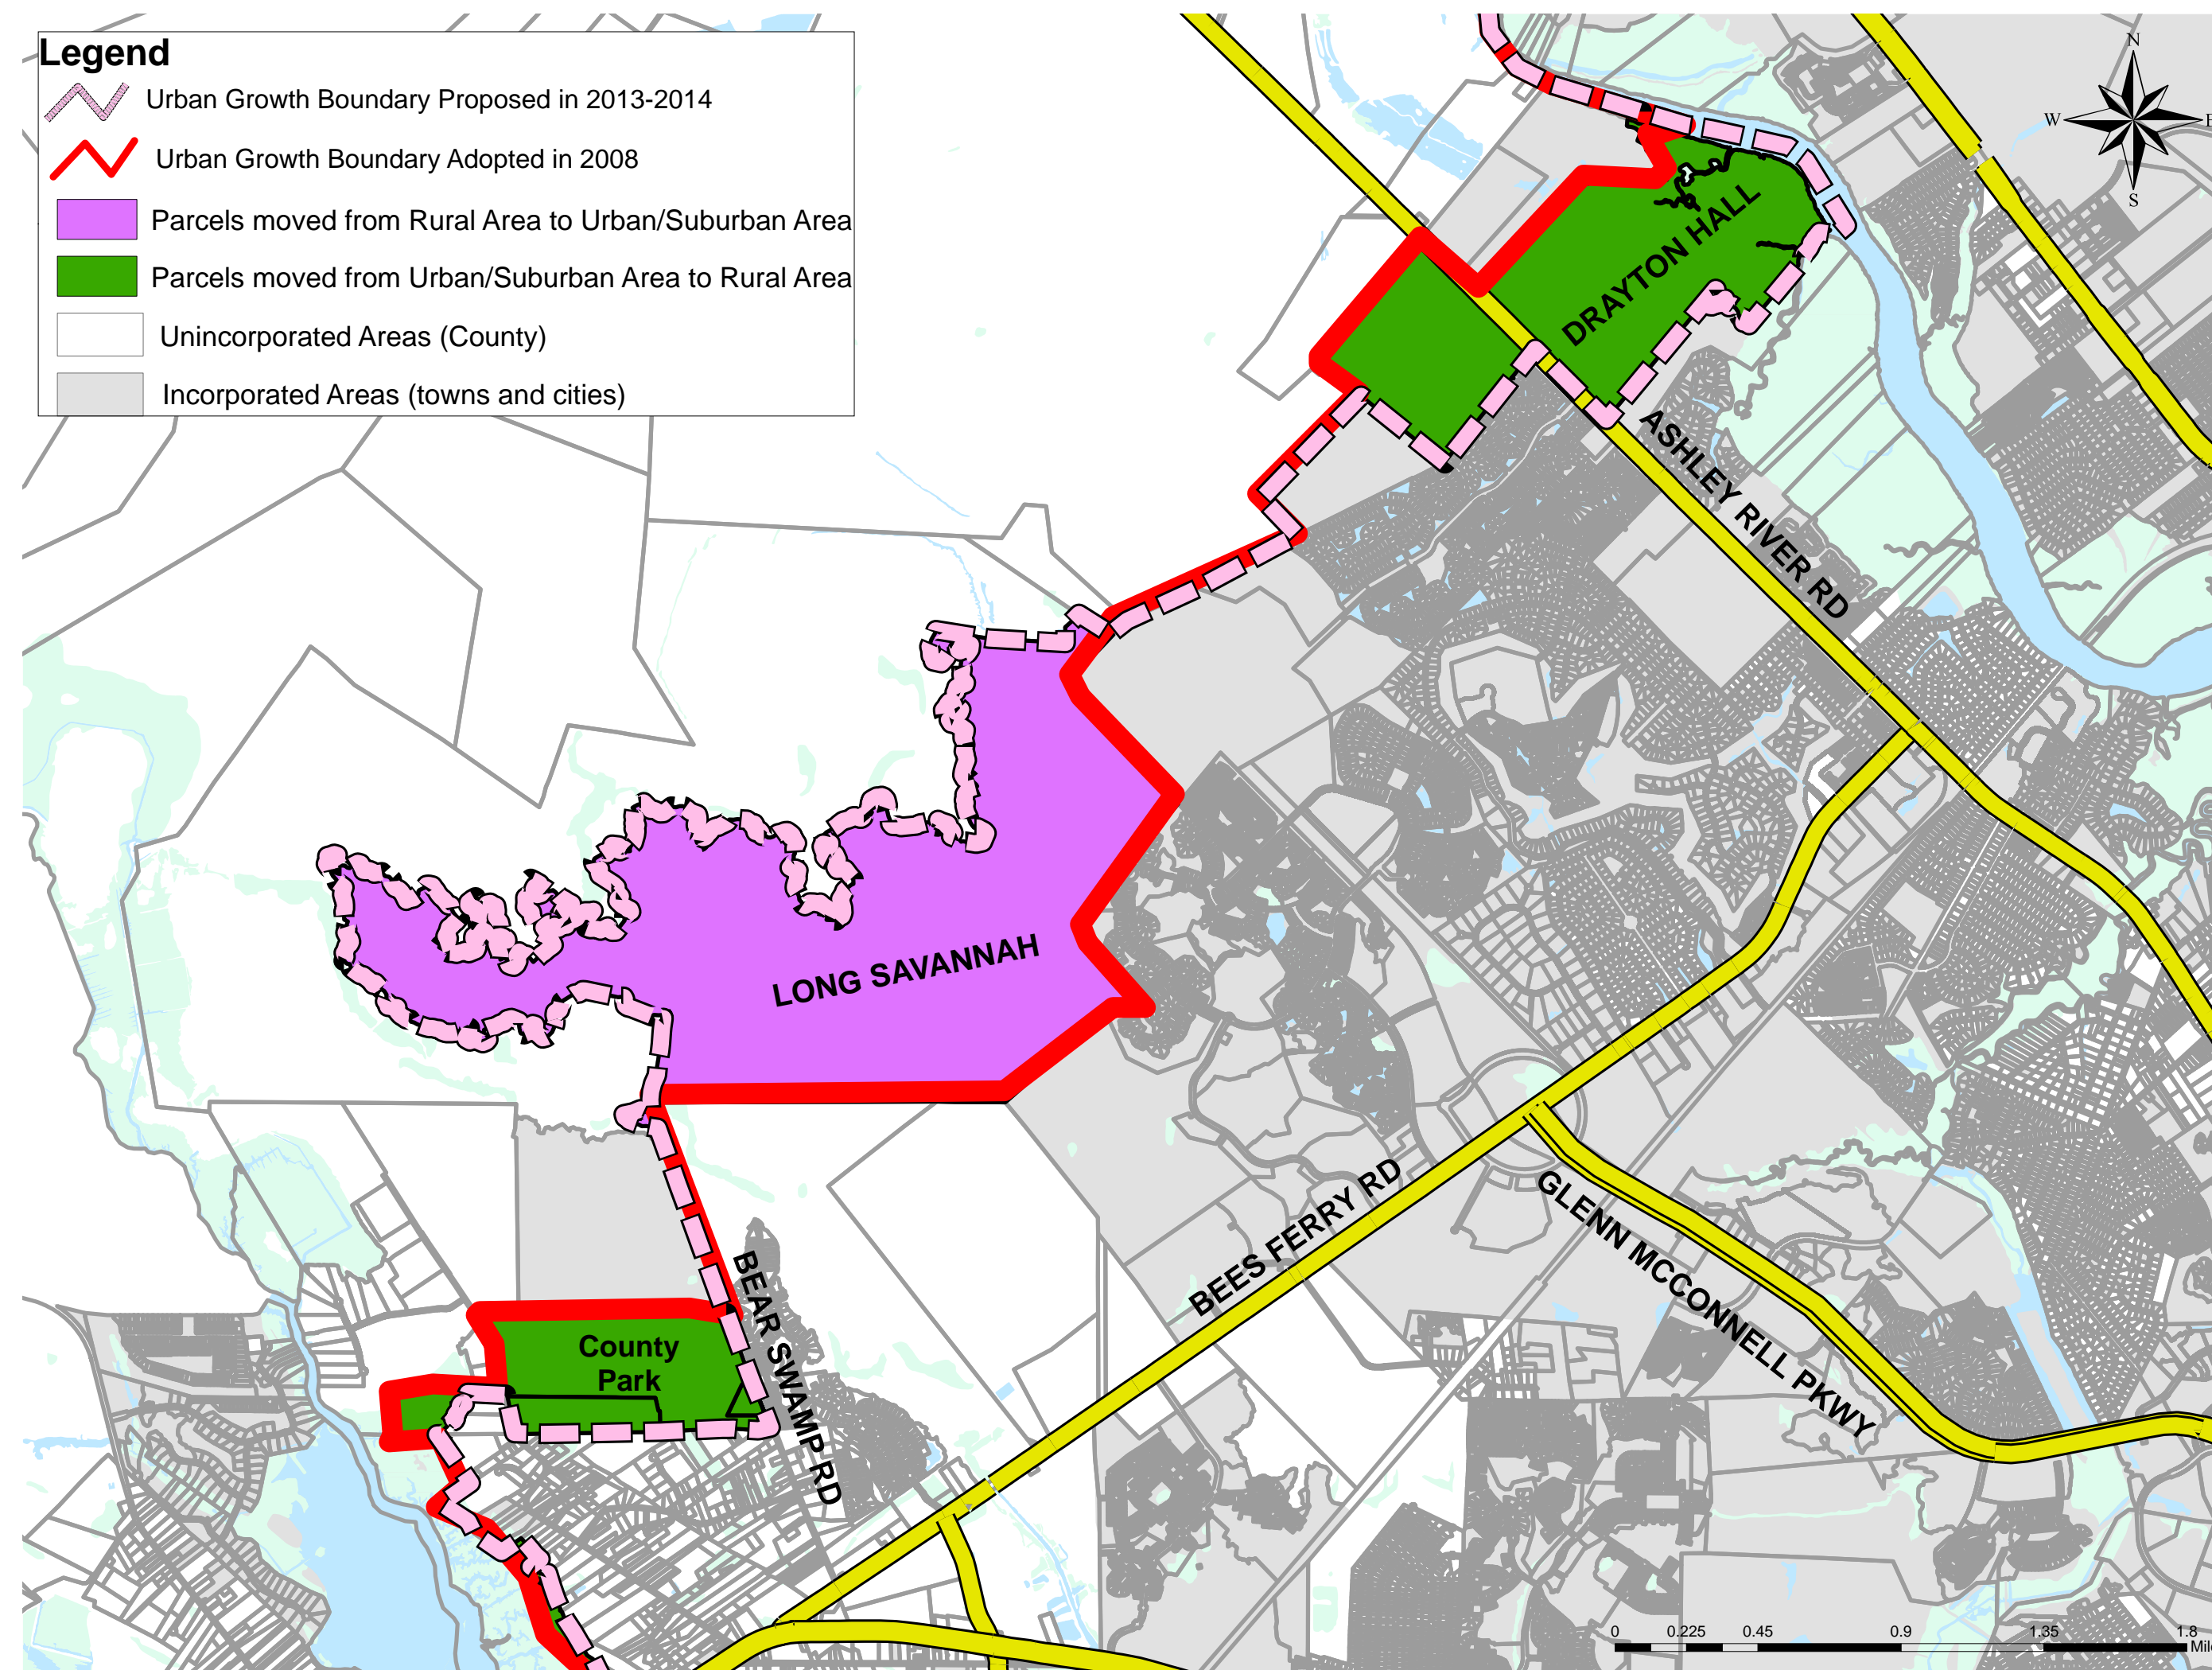 Legend
Urban Growth Boundary Proposed in 2013-2014
Urban Growth Boundary Adopted in 2008
Parcels moved from Rural Area to Urban/Suburban Area
Parcels moved from Urban/Suburban Area to Rural Area
Unincorporated Areas (County)
Incorporated Areas (towns and cities)
N
W
E
S
DRAYTON HALL
ASHLEY RIVER RD
LONG SAVANNAH
BEES FERRY RD
GLENN MCCONNELL PKWY
BEAR SWAMP RD
County
Park
0 0.225 0.45 0.9 1.35 1.8
Mile